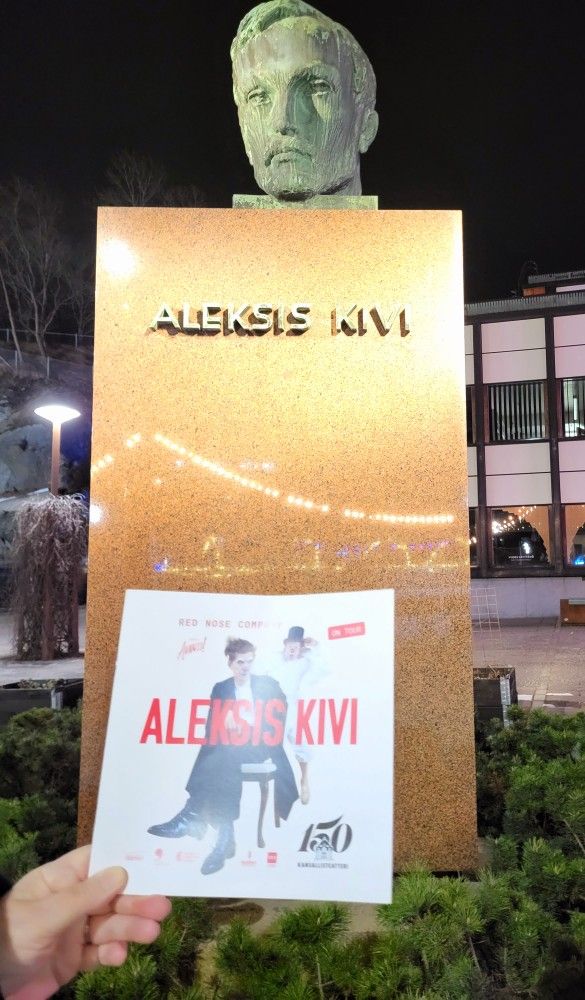 ALEKSIS KIVI
RED NOSE COMPANY
ON TOUR
ALEKSIS KIVI
150
KANSALLISTEATTERI